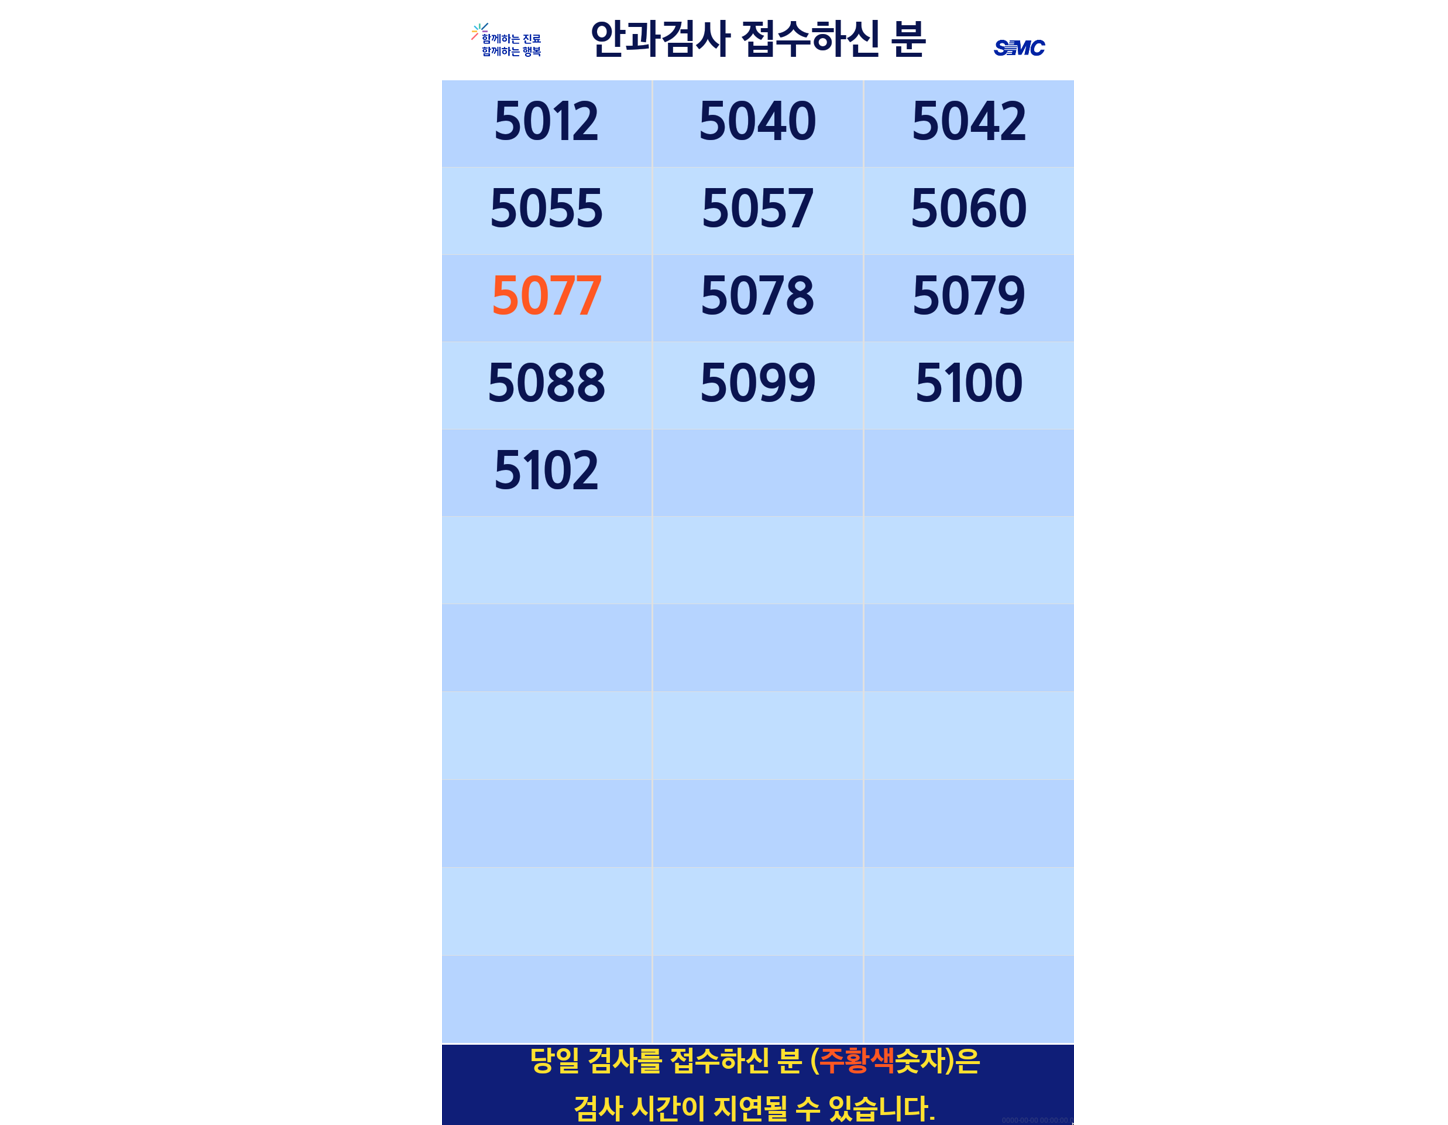 함께하는 진료
함께하는 행복
안과검사 접수하신 분
SMC
5012 5040 5042
5055 5057 5060
5077 5078 5079
5088 5099 5100
5102
당일 검사를 접수하신 분 (주황색숫자)은
검사 시간이 지연될 수 있습니다.